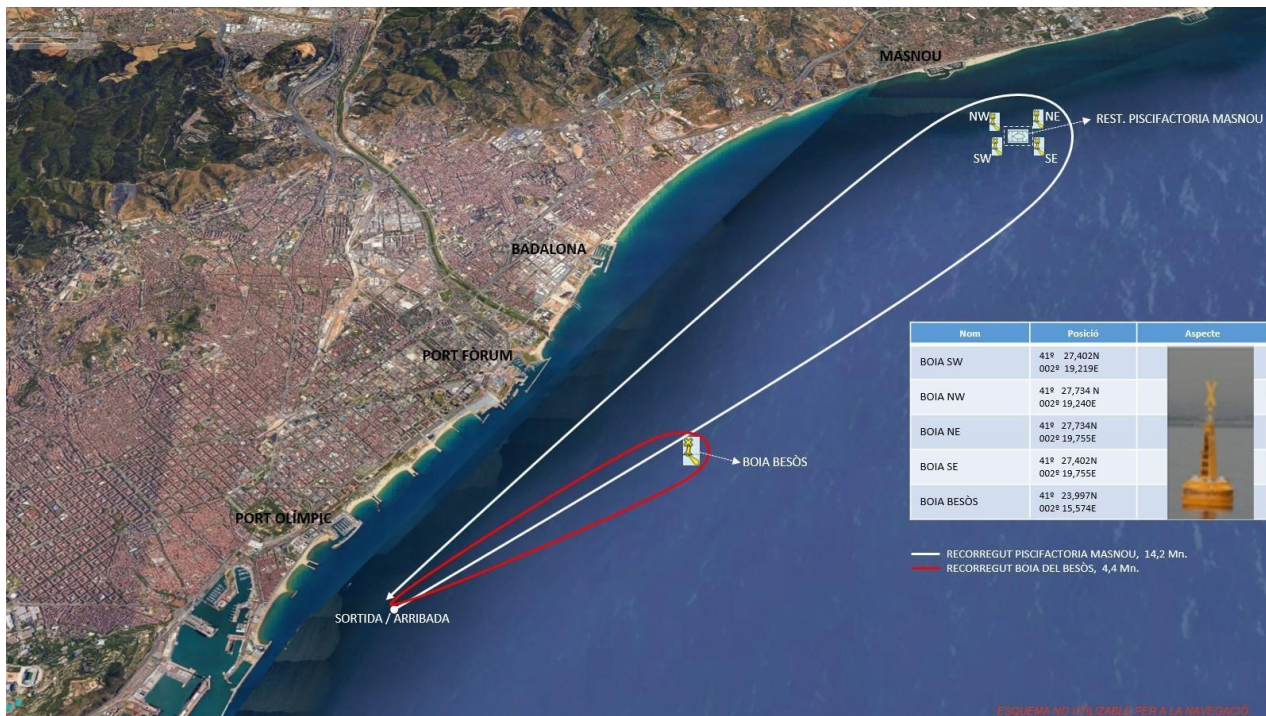 MASNOU
NW
NE
REST. PISCIFACTORIA MASNOU
SW
SE
BADALONA
PORT FÒRUM
BOIA BESÒS
PORT OLÍMPIC
SORTIDA / ARRIBADA
Nom Posició Aspecte
BOIA SW 41º 27,402N
002º 19,219E
BOIA NW 41º 27,734 N
002º 19,240E
BOIA NE 41º 27,734N
002º 19,755E
BOIA SE 41º 27,402N
002º 19,755E
BOIA BESÒS 41º 23,997N
002º 15,574E
RECORREGUT PISCIFACTORIA MASNOU, 14,2 Mn.
RECORREGUT BOIA DEL BESÒS, 4,4 Mn.
ESQUEMA NO UTILIZABLE PER A LA NAVEGACIÓ